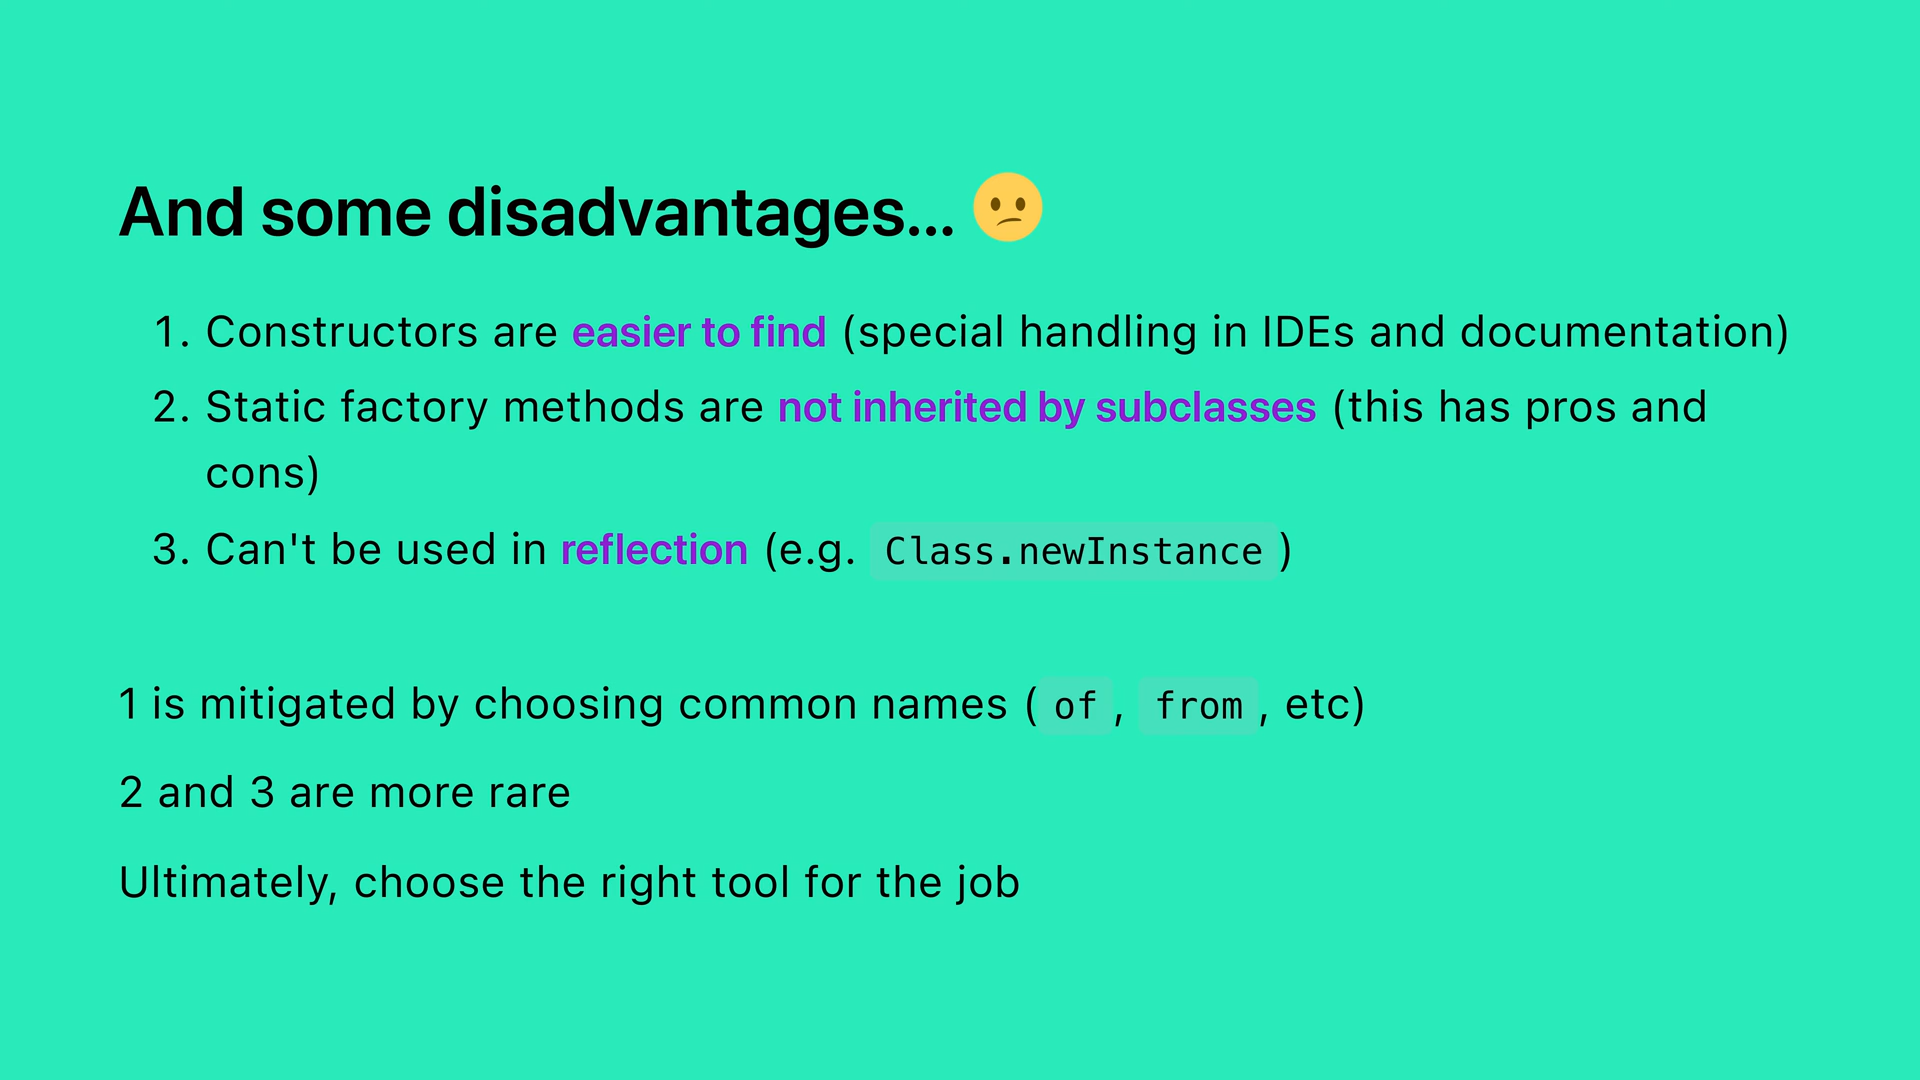 And some disadvantages... 😕
1. Constructors are easier to find (special handling in IDEs and documentation)
2. Static factory methods are not inherited by subclasses (this has pros and
cons)
3. Can't be used in reflection (e.g. Class.newInstance)
1 is mitigated by choosing common names (of, from, etc)
2 and 3 are more rare
Ultimately, choose the right tool for the job